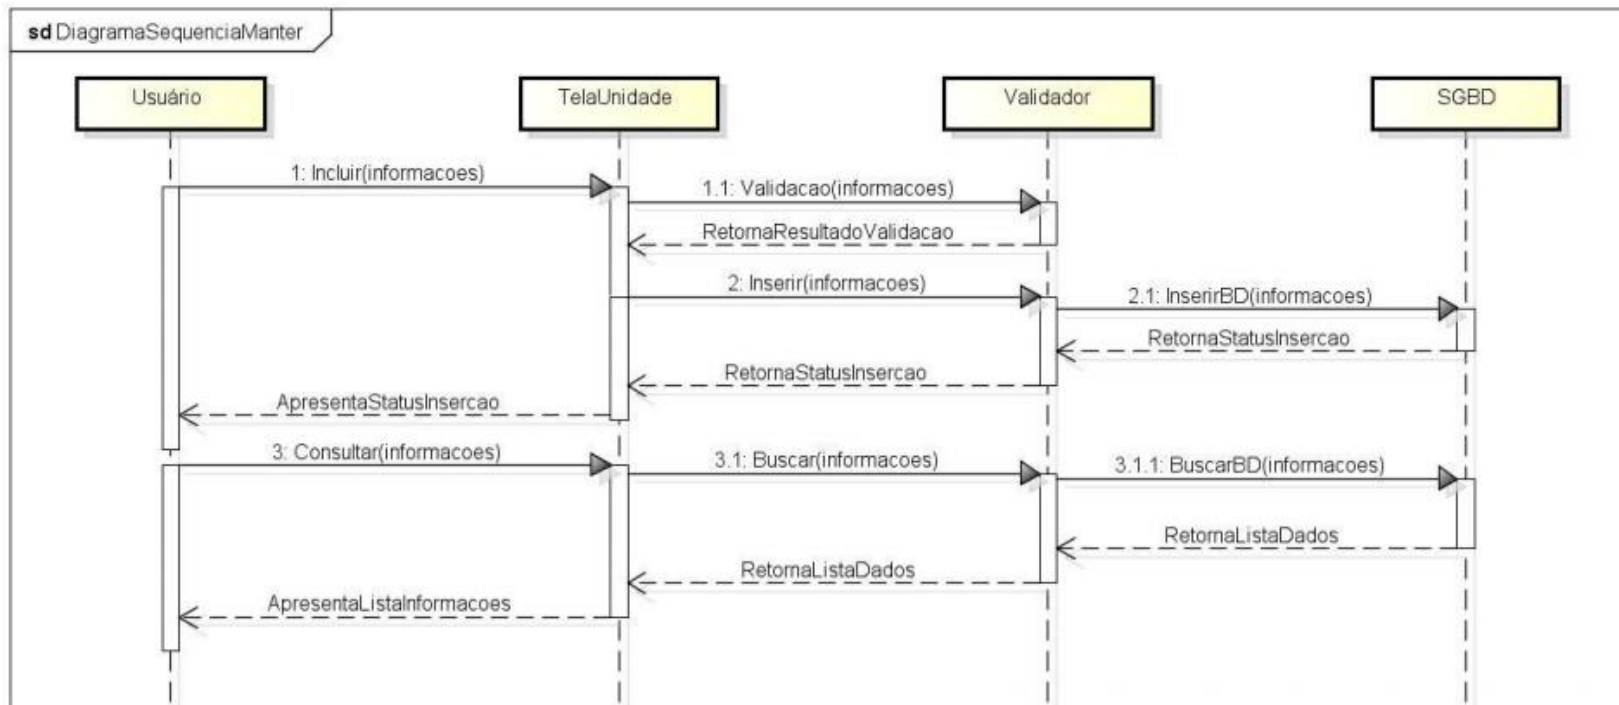 sd DiagramaSequenciaManter
Usuário
TelaUnidade
Validador
SGBD
1: Incluir(informacoes)
1.1: Validacao(informacoes)
RetornaResultadoValidacao
2: Inserir(informacoes)
2.1: InserirBD(informacoes)
RetornaStatusInsercao
RetornaStatusInsercao
ApresentaStatusInsercao
3: Consultar(informacoes)
3.1: Buscar(informacoes)
3.1.1: BuscarBD(informacoes)
RetornaListaDados
RetornaListaDados
ApresentaListaInformacoes